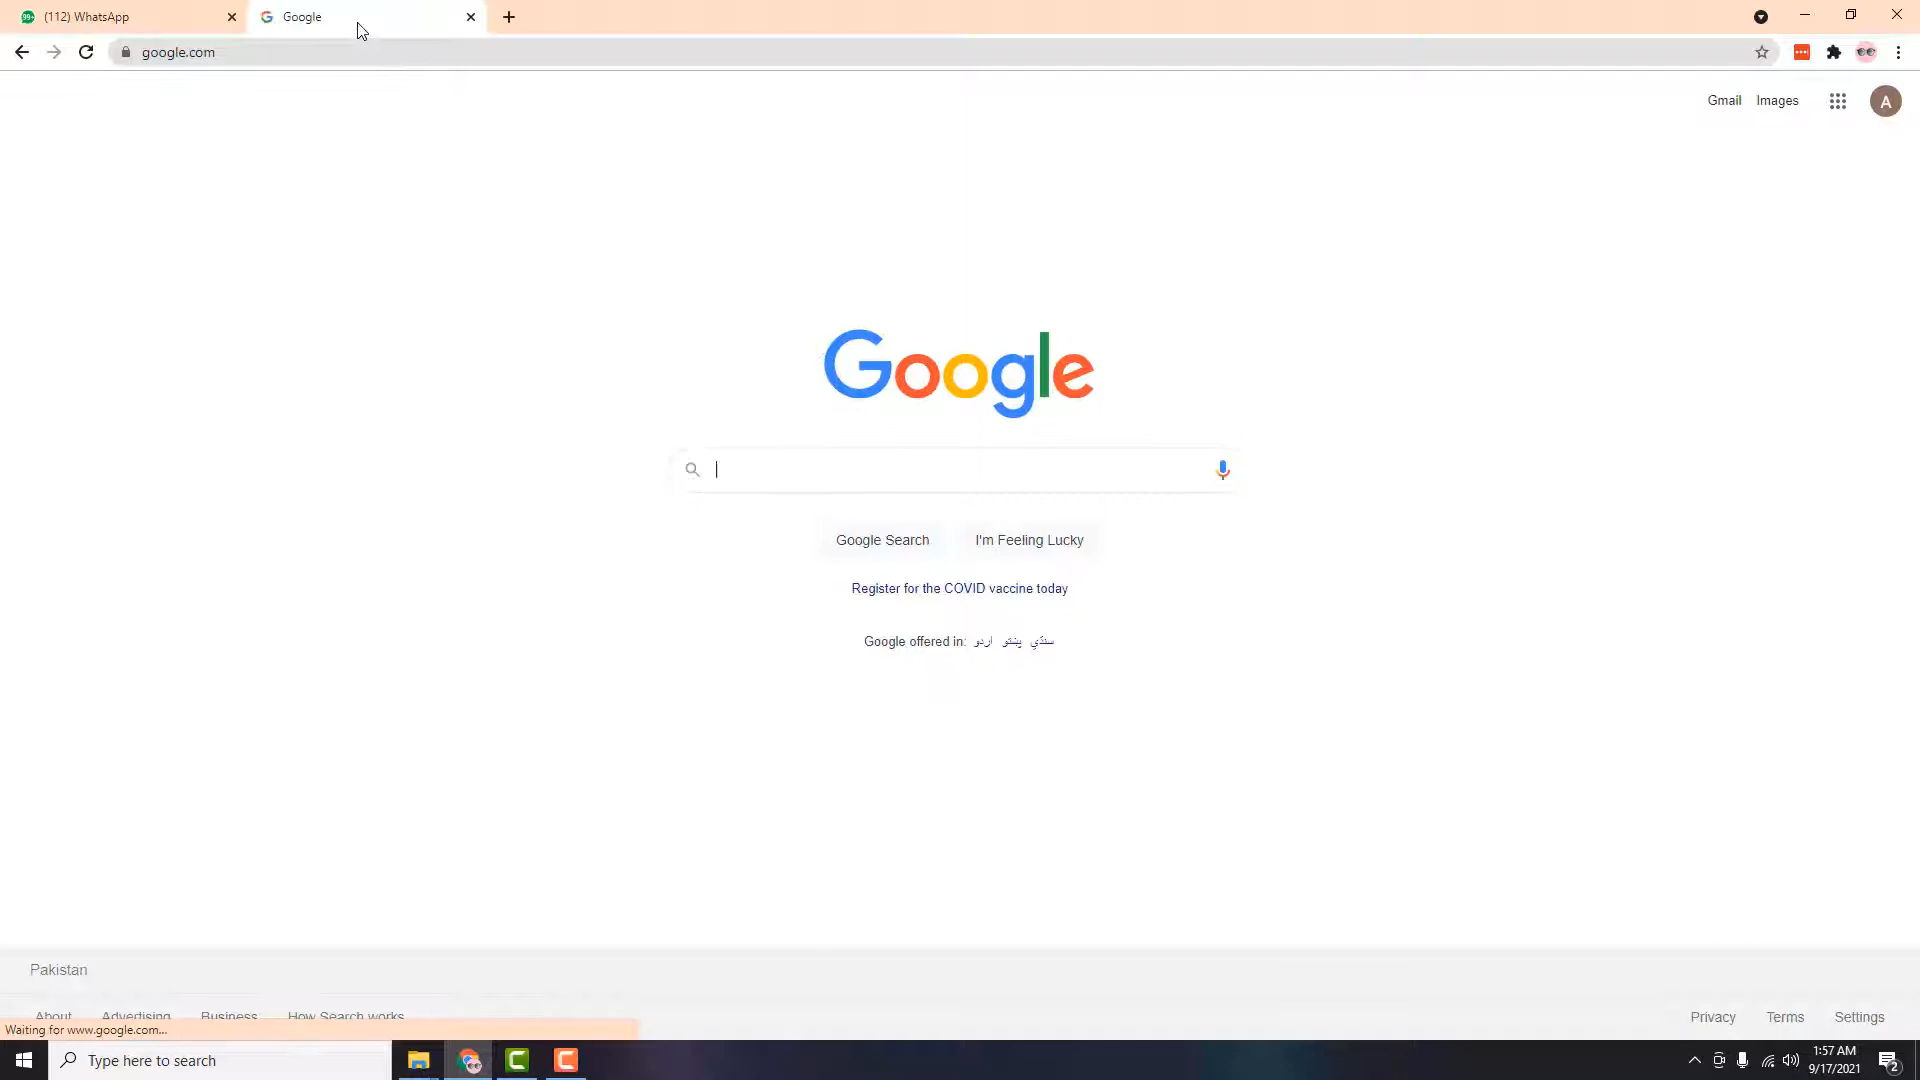 (112) WhatsApp
Google
google.com
Gmail Images
A
Google
Google Search
I'm Feeling Lucky
Register for the COVID vaccine today
Google offered in: اردو پښتو سنڌي
Pakistan
About Advertising Business How Search works
Privacy Terms Settings
Waiting for www.google.com...
Type here to search
1:57 AM
9/17/2021
2